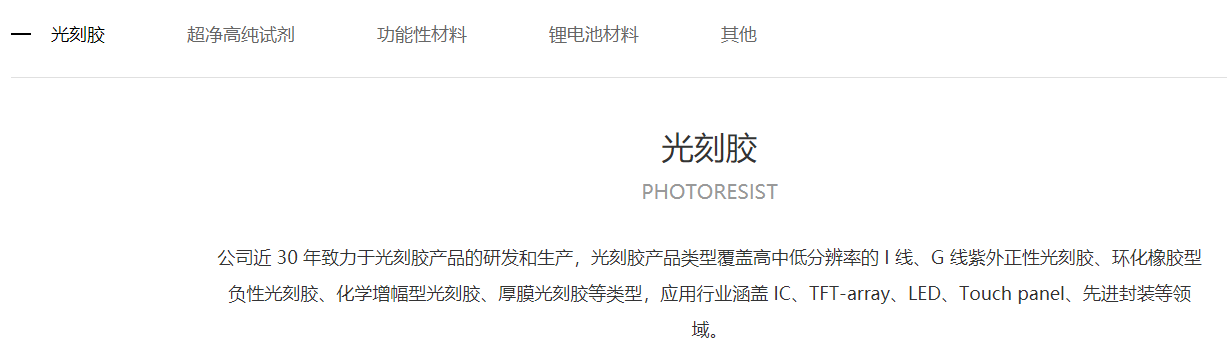 光刻胶 超净高纯试剂 功能性材料 锂电池材料 其他
光刻胶
PHOTORESIST
公司近 30 年致力于光刻胶产品的研发和生产，光刻胶产品类型覆盖高中低分辨率的 I 线、G 线紫外正性光刻胶、环化橡胶型
负性光刻胶、化学增幅型光刻胶、厚膜光刻胶等类型，应用行业涵盖 IC、TFT-array、LED、Touch panel、先进封装等领
域。